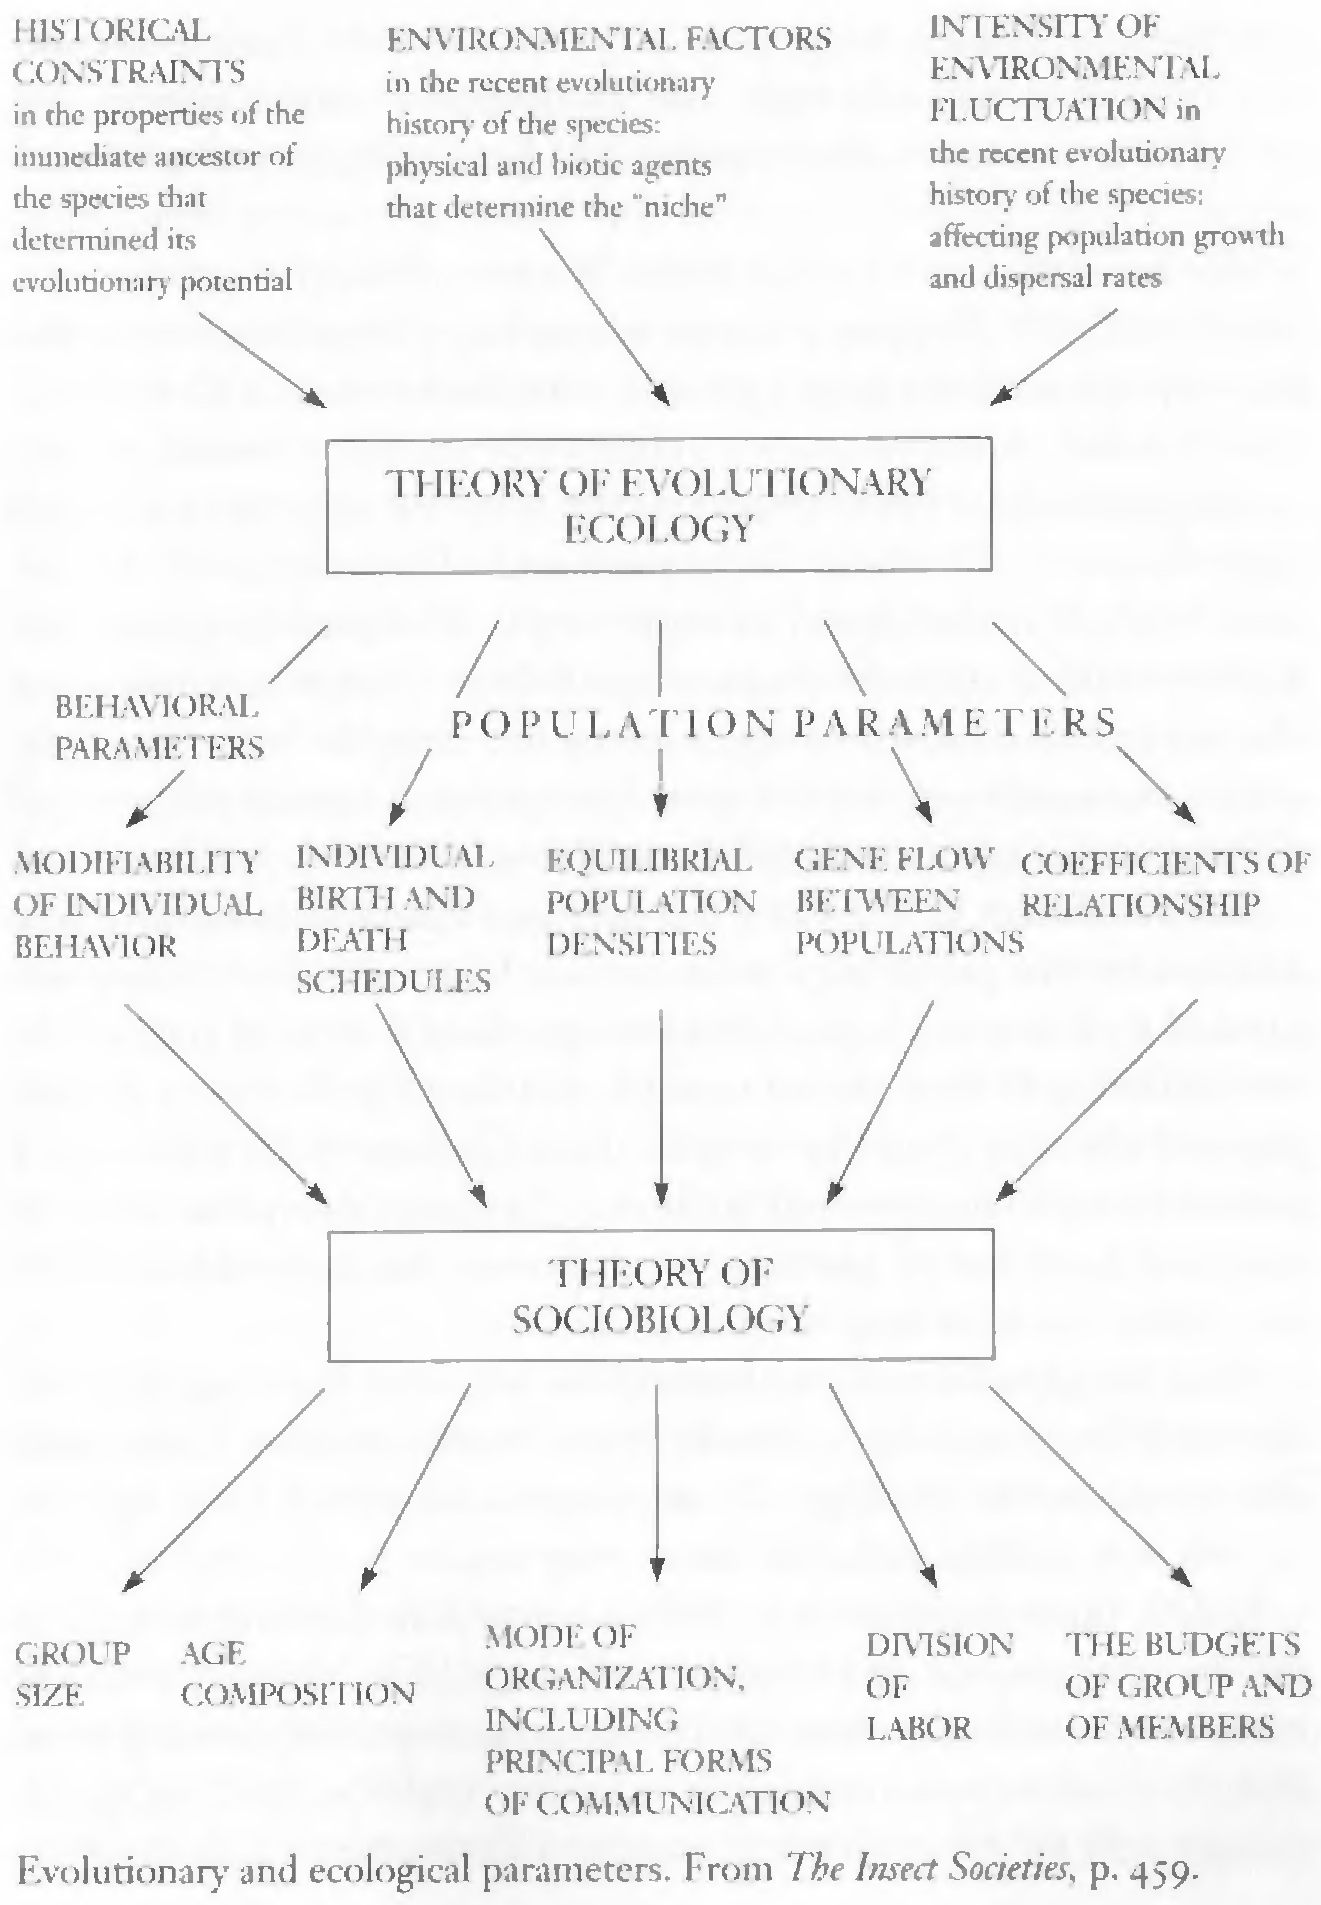 HISTORICAL
CONSTRAINTS
in the properties of the
immediate ancestor of
the species that
determined its
evolutionary potential
ENVIRONMENTAL FACTORS
in the recent evolutionary
history of the species:
physical and biotic agents
that determine the "niche"
INTENSITY OF
ENVIRONMENTAL
FLUCTUATION in
the recent evolutionary
history of the species;
affecting population growth
and dispersal rates
THEORY OF EVOLUTIONARY
ECOLOGY
BEHAVIORAL
PARAMETERS
POPULATION PARAMETERS
MODIFIABILITY
OF INDIVIDUAL
BEHAVIOR
INDIVIDUAL
BIRTH AND
DEATH
SCHEDULES
EQUILIBRIAL
POPULATION
DENSITIES
GENE FLOW
BETWEEN
POPULATIONS
COEFFICIENTS OF
RELATIONSHIP
THEORY OF
SOCIOBIOLOGY
GROUP
SIZE
AGE
COMPOSITION
MODE OF
ORGANIZATION,
INCLUDING
PRINCIPAL FORMS
OF COMMUNICATION
DIVISION
OF
LABOR
THE BUDGETS
OF GROUP AND
OF MEMBERS
Evolutionary and ecological parameters. From The Insect Societies, p. 459.